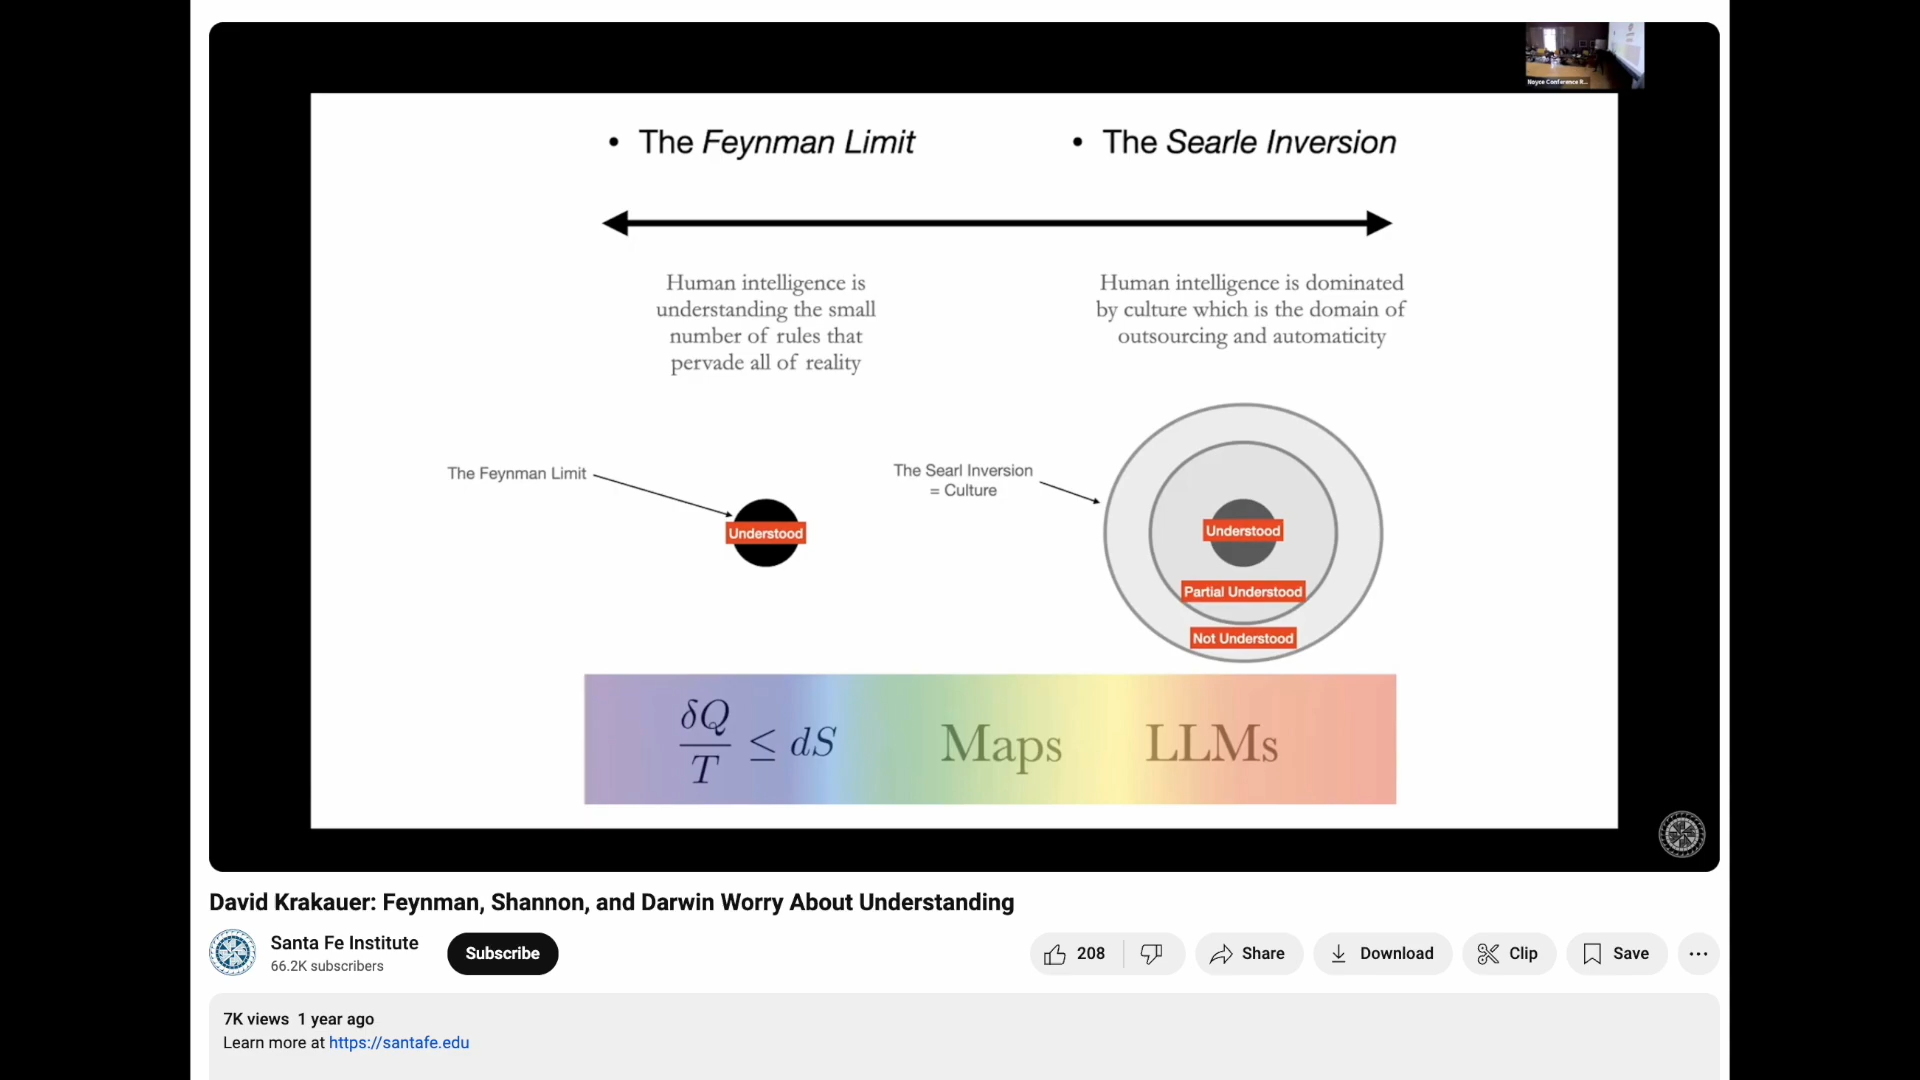 Noyce Conference R...
• The Feynman Limit
• The Searle Inversion
Human intelligence is
understanding the small
number of rules that
pervade all of reality
Human intelligence is dominated
by culture which is the domain of
outsourcing and automaticity
The Feynman Limit
Understood
The Searl Inversion
= Culture
Understood
Partial Understood
Not Understood
δQ/T ≤ dS
Maps
LLMs
David Krakauer: Feynman, Shannon, and Darwin Worry About Understanding
Santa Fe Institute
66.2K subscribers
Subscribe
208
Share
Download
Clip
Save
7K views 1 year ago
Learn more at https://santafe.edu